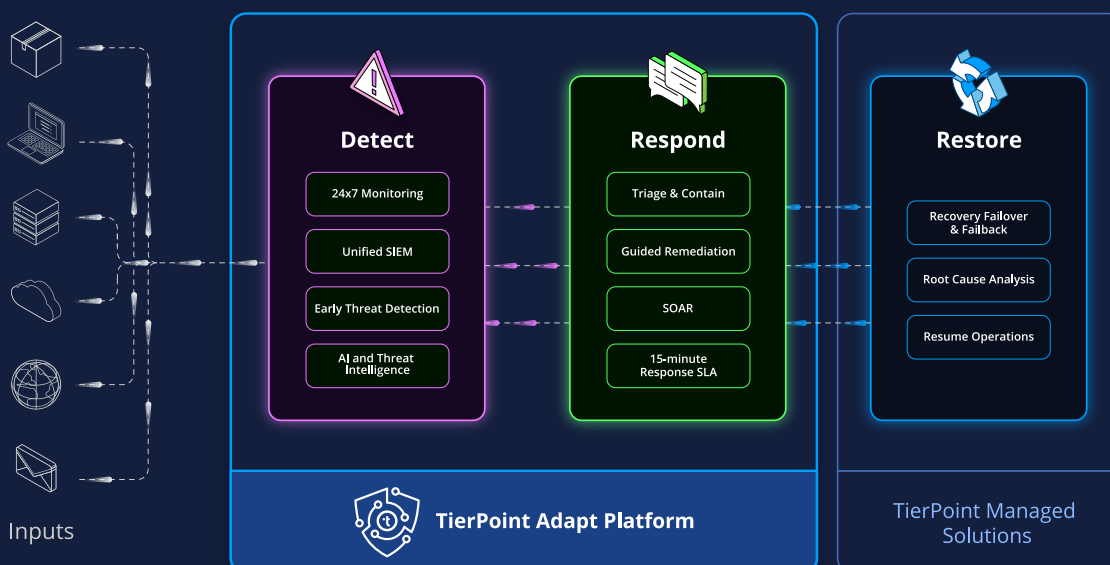 Inputs
Detect
24x7 Monitoring
Unified SIEM
Early Threat Detection
AI and Threat
Intelligence
Respond
Triage & Contain
Guided Remediation
SOAR
15-minute
Response SLA
TierPoint Adapt Platform
Restore
Recovery Failover
& Failback
Root Cause Analysis
Resume Operations
TierPoint Managed
Solutions